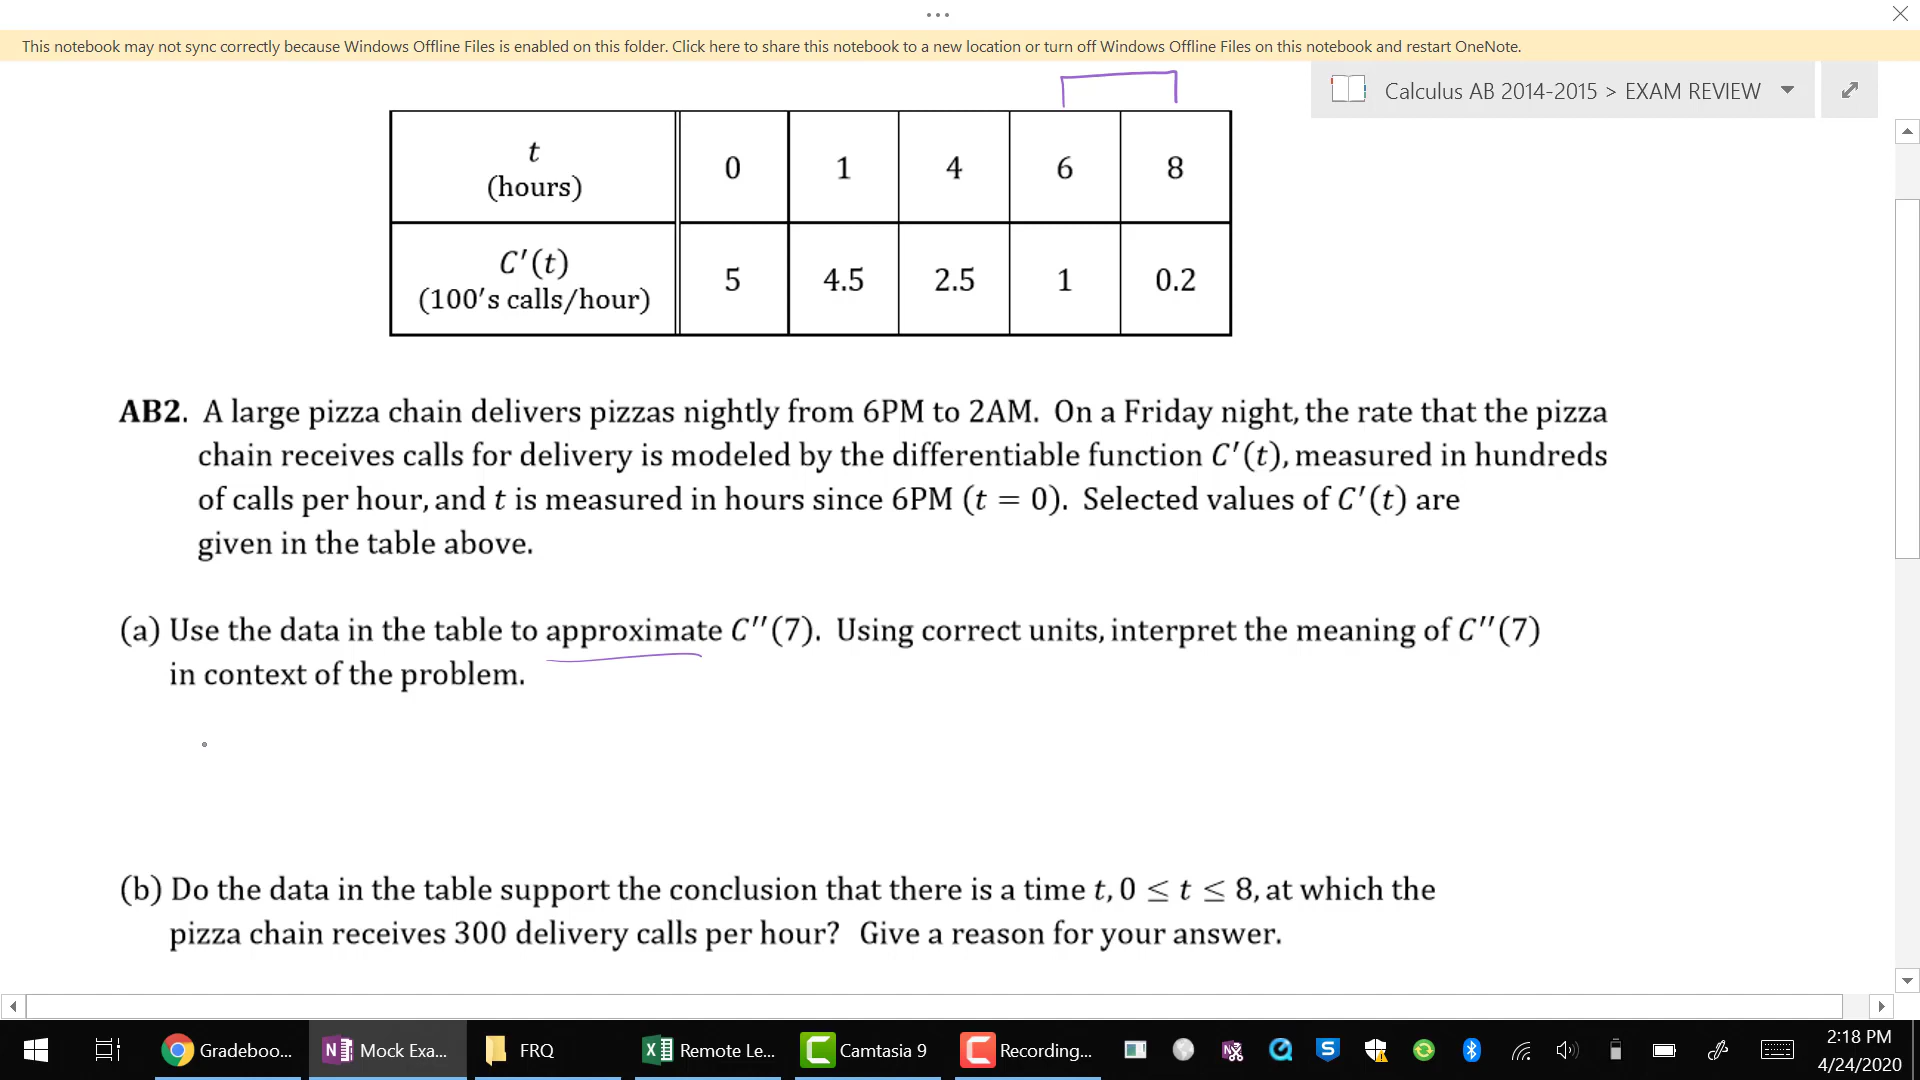 This notebook may not sync correctly because Windows Offline Files is enabled on this folder. Click here to share this notebook to a new location or turn off Windows Offline Files on this notebook and restart OneNote.
Calculus AB 2014-2015 > EXAM REVIEW
t (hours) 0 1 4 6 8
C′(t) (100′s calls/hour) 5 4.5 2.5 1 0.2
AB2. A large pizza chain delivers pizzas nightly from 6PM to 2AM. On a Friday night, the rate that the pizza
chain receives calls for delivery is modeled by the differentiable function C′(t), measured in hundreds
of calls per hour, and t is measured in hours since 6PM (t = 0). Selected values of C′(t) are
given in the table above.
(a) Use the data in the table to approximate C′′(7). Using correct units, interpret the meaning of C′′(7)
in context of the problem.
(b) Do the data in the table support the conclusion that there is a time t, 0 ≤ t ≤ 8, at which the
pizza chain receives 300 delivery calls per hour? Give a reason for your answer.
Gradeboo... Mock Exa... FRQ Remote Le... Camtasia 9 Recording...
2:18 PM
4/24/2020